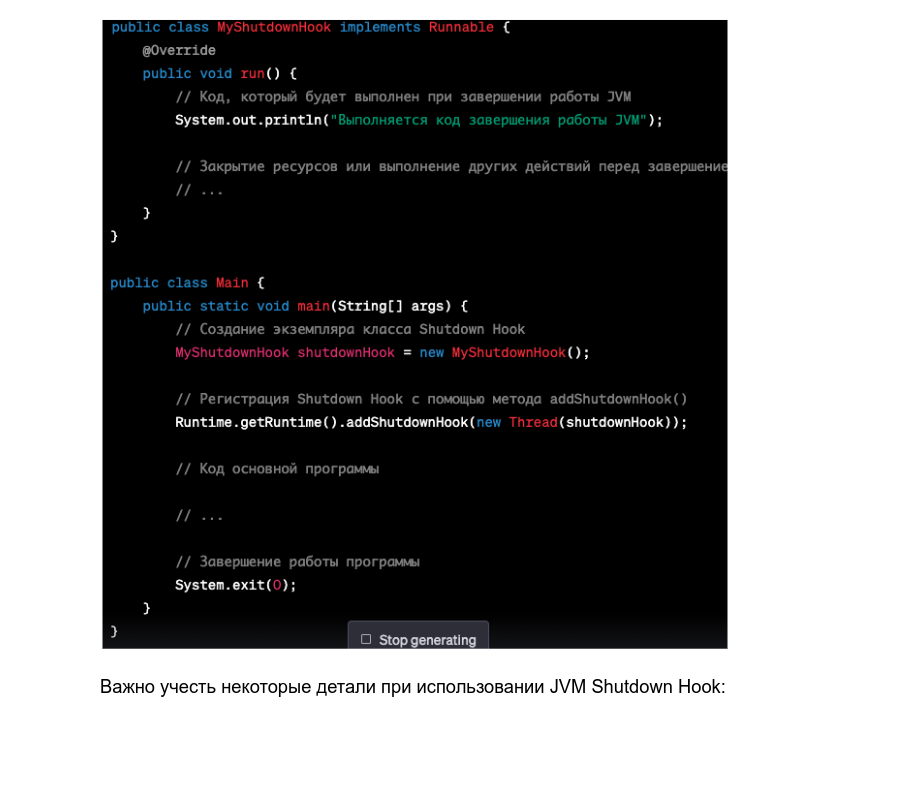 public class MyShutdownHook implements Runnable {
    @Override
    public void run() {
        // Код, который будет выполнен при завершении работы JVM
        System.out.println("Выполняется код завершения работы JVM");
        // Закрытие ресурсов или выполнение других действий перед завершение
        // ...
    }
}
public class Main {
    public static void main(String[] args) {
        // Создание экземпляра класса Shutdown Hook
        MyShutdownHook shutdownHook = new MyShutdownHook();
        // Регистрация Shutdown Hook с помощью метода addShutdownHook()
        Runtime.getRuntime().addShutdownHook(new Thread(shutdownHook));
        // Код основной программы
        // ...
        // Завершение работы программы
        System.exit(0);
    }
}
Stop generating
Важно учесть некоторые детали при использовании JVM Shutdown Hook: